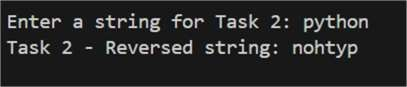 Enter a string for Task 2: python
Task 2 - Reversed string: nohtyp